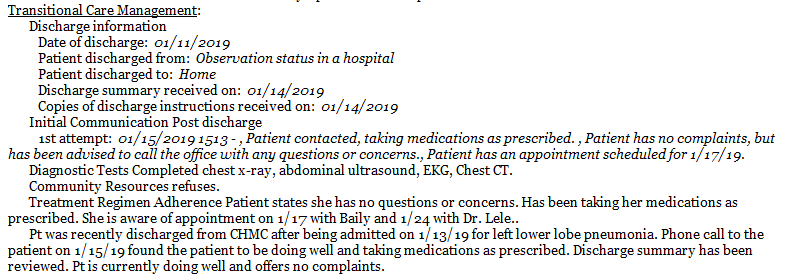 Transitional Care Management:
Discharge information
Date of discharge: 01/11/2019
Patient discharged from: Observation status in a hospital
Patient discharged to: Home
Discharge summary received on: 01/14/2019
Copies of discharge instructions received on: 01/14/2019
Initial Communication Post discharge
1st attempt: 01/15/2019 1513 - , Patient contacted, taking medications as prescribed. , Patient has no complaints, but
has been advised to call the office with any questions or concerns., Patient has an appointment scheduled for 1/17/19.
Diagnostic Tests Completed chest x-ray, abdominal ultrasound, EKG, Chest CT.
Community Resources refuses.
Treatment Regimen Adherence Patient states she has no questions or concerns. Has been taking her medications as
prescribed. She is aware of appointment on 1/17 with Baily and 1/24 with Dr. Lele..
Pt was recently discharged from CHMC after being admitted on 1/13/19 for left lower lobe pneumonia. Phone call to the
patient on 1/15/19 found the patient to be doing well and taking medications as prescribed. Discharge summary has been
reviewed. Pt is currently doing well and offers no complaints.